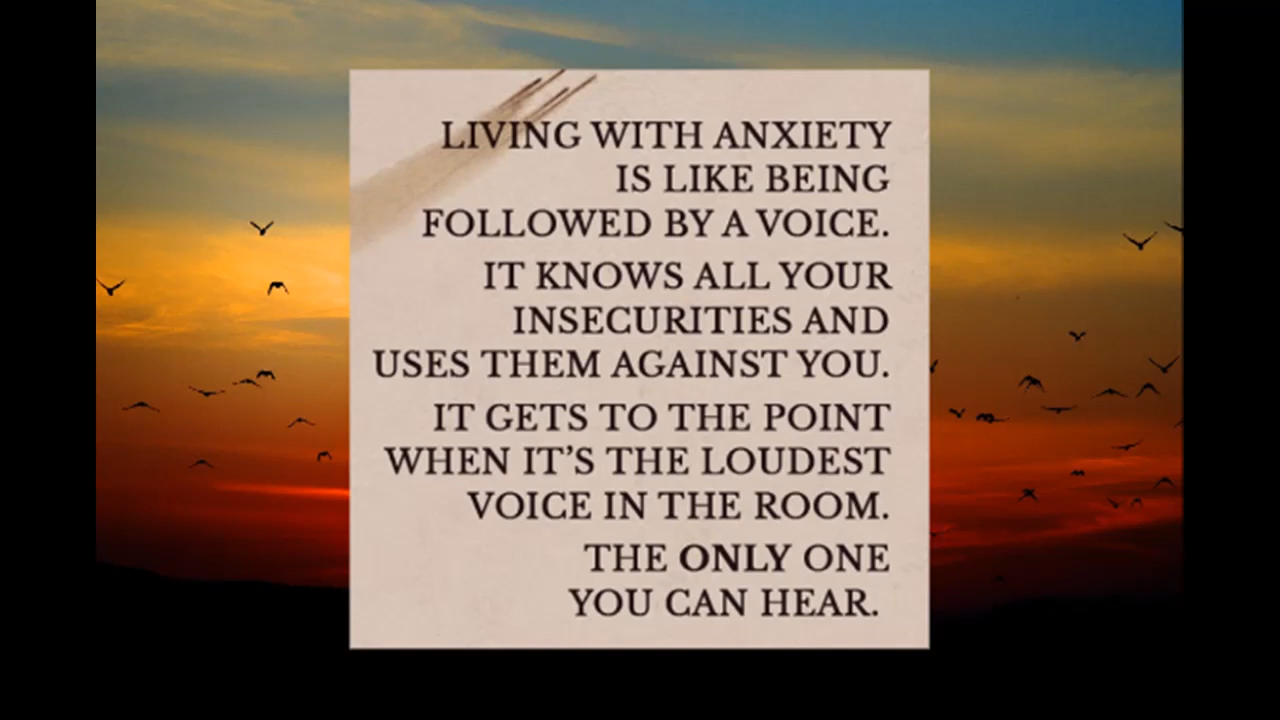 LIVING WITH ANXIETY
IS LIKE BEING
FOLLOWED BY A VOICE.
IT KNOWS ALL YOUR
INSECURITIES AND
USES THEM AGAINST YOU.
IT GETS TO THE POINT
WHEN IT’S THE LOUDEST
VOICE IN THE ROOM.
THE ONLY ONE
YOU CAN HEAR.